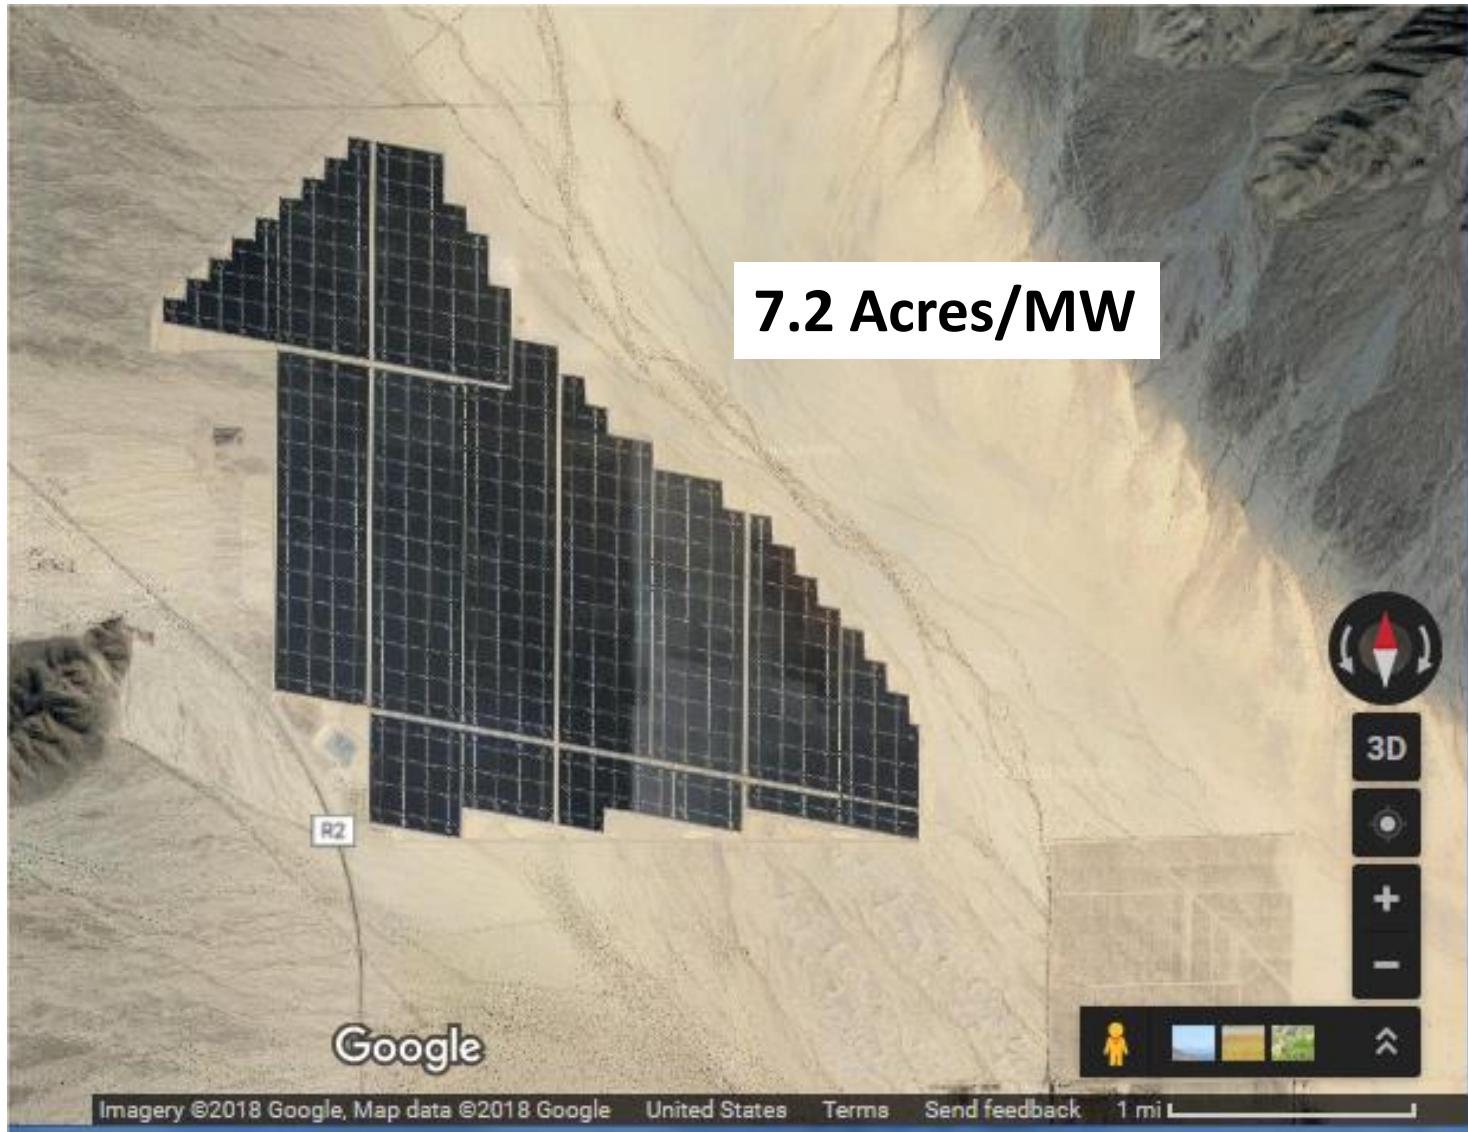 7.2 Acres/MW
3D
R2
Google
Imagery ©2018 Google, Map data ©2018 Google United States Terms Send feedback 1 mi